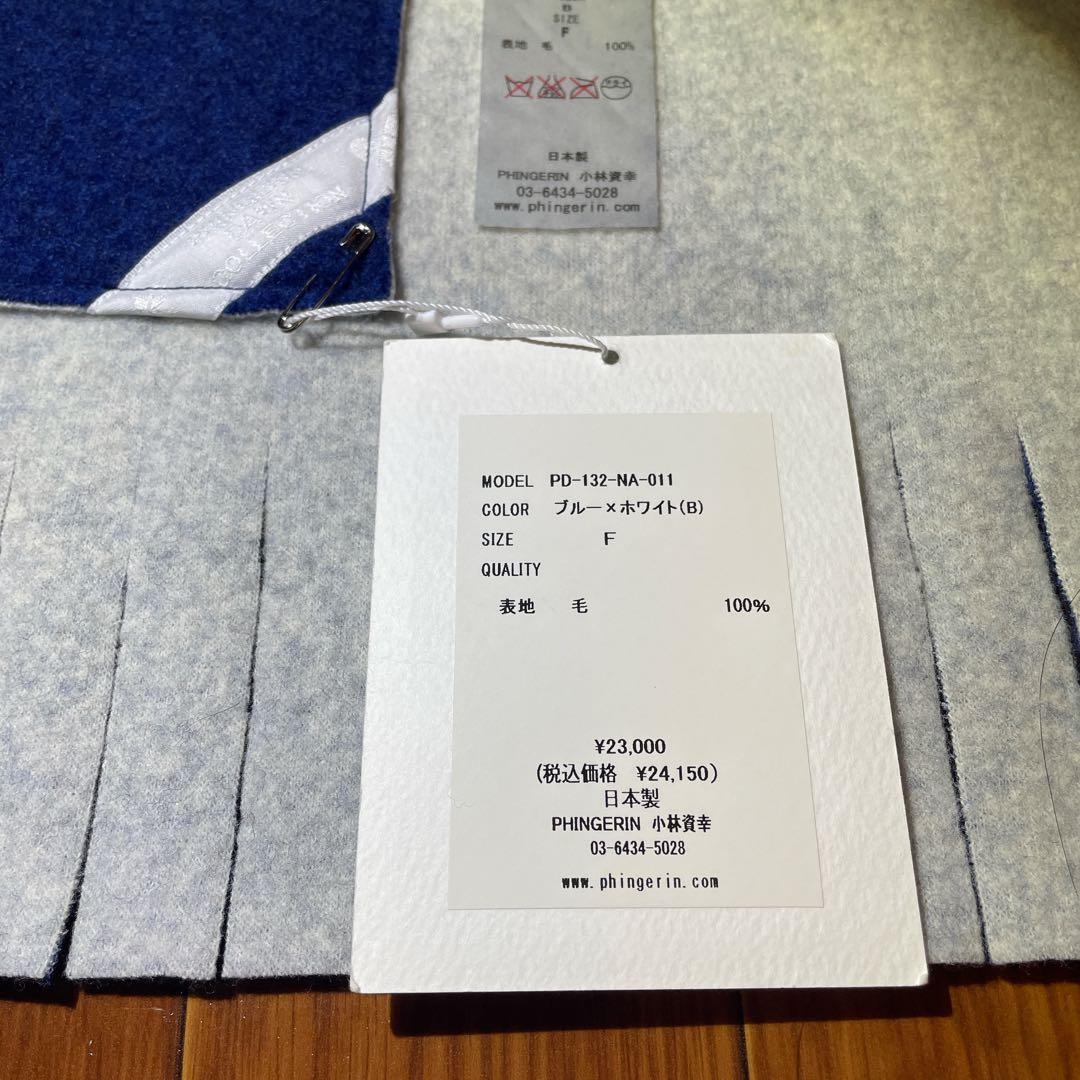 B
SIZE
F
表地 毛 100%
日本製
PHINGERIN 小林資幸
03-6434-5028
www.phingerin.com
MODEL PD-132-NA-011
COLOR ブルー×ホワイト(B)
SIZE F
QUALITY
表地 毛 100%
¥23,000
(税込価格 ¥24,150)
日本製
PHINGERIN 小林資幸
03-6434-5028
www.phingerin.com